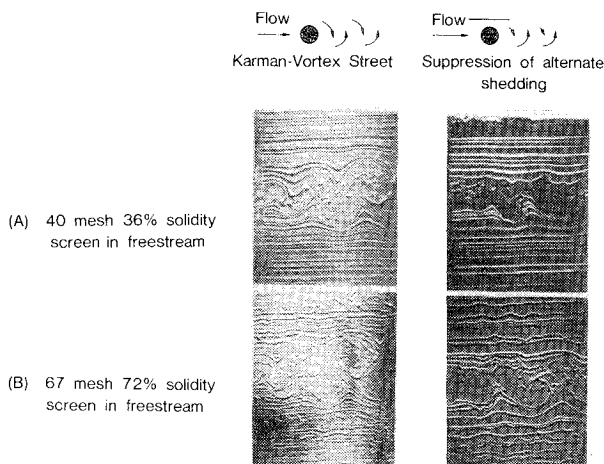 Flow
Flow
Karman-Vortex Street
Suppression of alternate
shedding
(A) 40 mesh 36% solidity
screen in freestream
(B) 67 mesh 72% solidity
screen in freestream